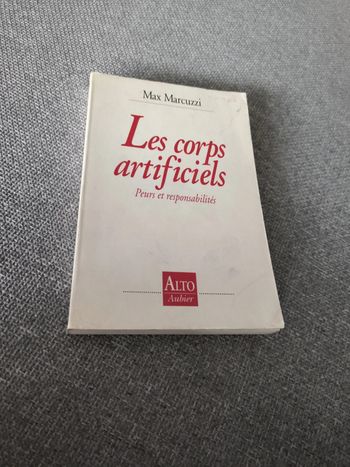 Max Marcuzzi
Les corps
artificiels
Peurs et responsabilités
ALTO
Aubier